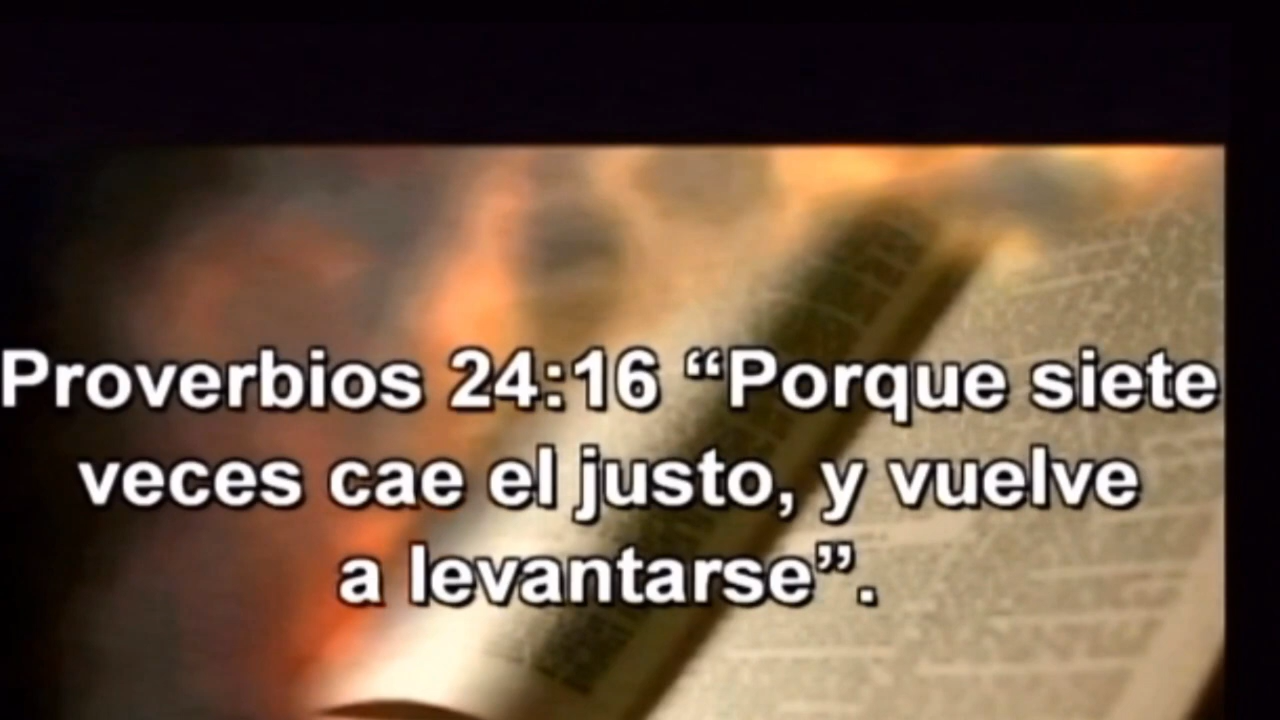 Proverbios 24:16 “Porque siete
veces cae el justo, y vuelve
a levantarse”.